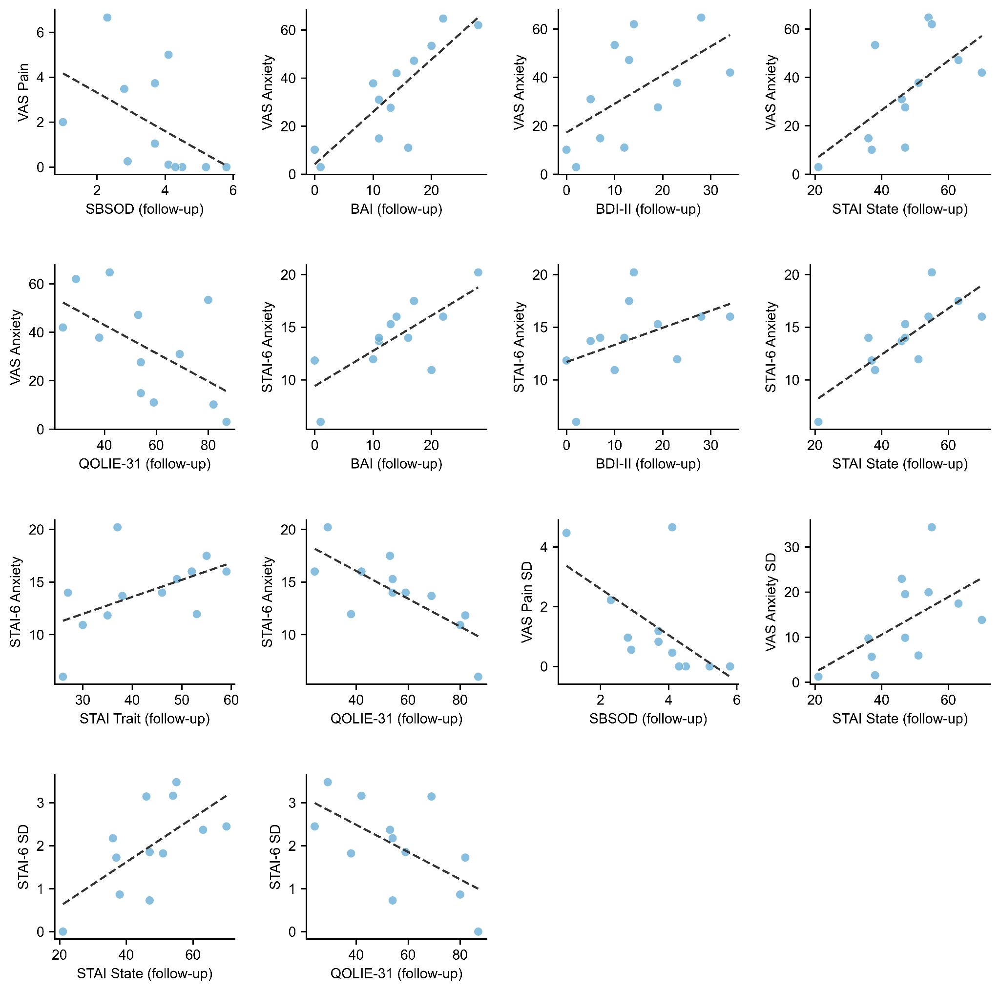 VAS Pain
6
4
2
0
2 4 6
SBSOD (follow-up)
VAS Anxiety
60
40
20
0
0 10 20
BAI (follow-up)
VAS Anxiety
60
40
20
0
0 10 20 30
BDI-II (follow-up)
VAS Anxiety
60
40
20
0
20 40 60
STAI State (follow-up)
VAS Anxiety
60
40
20
0
40 60 80
QOLIE-31 (follow-up)
STAI-6 Anxiety
20
15
10
0 10 20
BAI (follow-up)
STAI-6 Anxiety
20
15
10
0 10 20 30
BDI-II (follow-up)
STAI-6 Anxiety
20
15
10
20 40 60
STAI State (follow-up)
STAI-6 Anxiety
20
15
10
30 40 50 60
STAI Trait (follow-up)
STAI-6 Anxiety
20
15
10
40 60 80
QOLIE-31 (follow-up)
VAS Pain SD
4
2
0
2 4 6
SBSOD (follow-up)
VAS Anxiety SD
30
20
10
0
20 40 60
STAI State (follow-up)
STAI-6 SD
3
2
1
0
20 40 60
STAI State (follow-up)
STAI-6 SD
3
2
1
0
40 60 80
QOLIE-31 (follow-up)